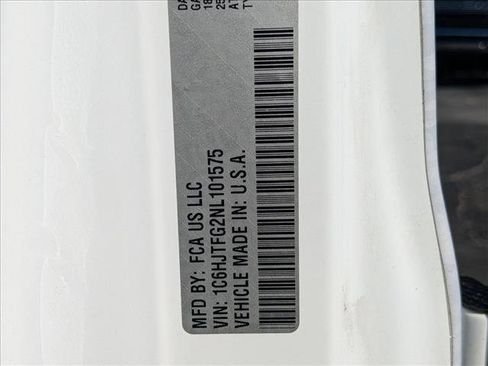 MFD BY: FCA US LLC
VIN: 1C6HJTFG2NL101575
VEHICLE MADE IN: U.S.A.